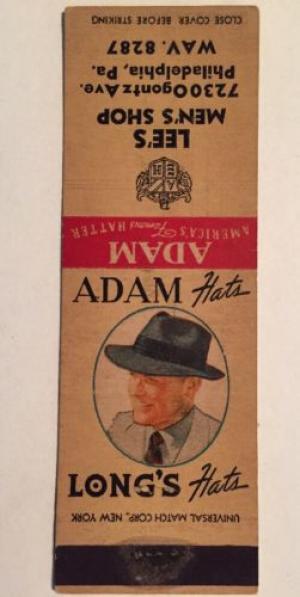 CLOSE COVER BEFORE STRIKING
LEE'S
MEN'S SHOP
7230 Ogontz Ave.
Philadelphia, Pa.
WAV. 8287
ADAM
AMERICA'S Famous HATTER
ADAM Hats
LONG'S Hats
UNIVERSAL MATCH CORP., NEW YORK